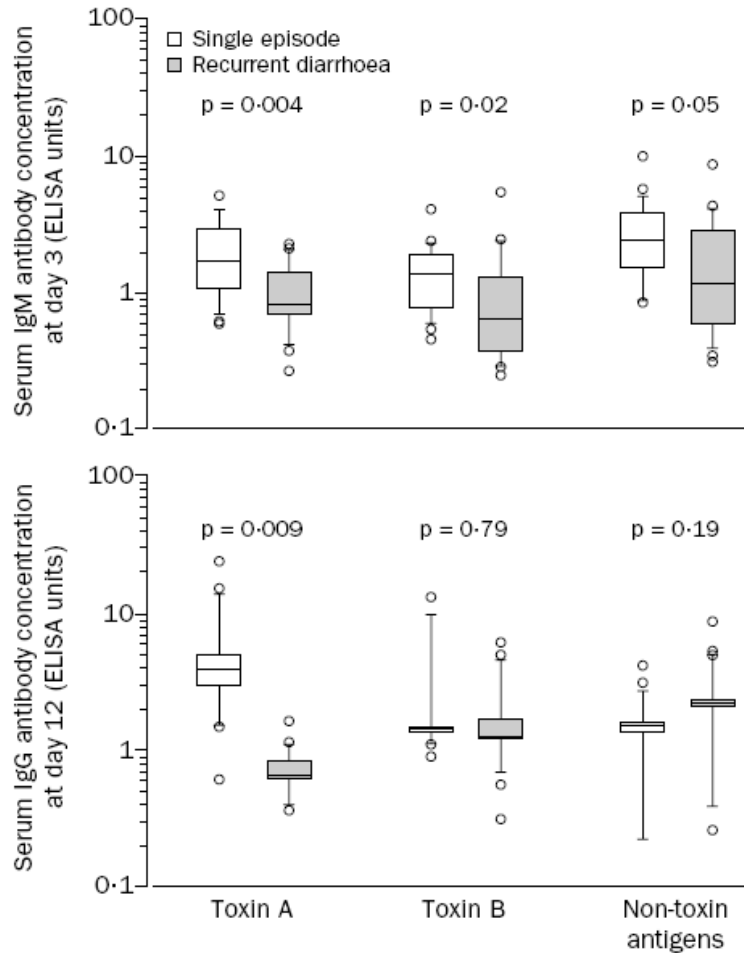 100
Single episode
Recurrent diarrhoea
p = 0·004
p = 0·02
p = 0·05
10
1
0·1
Serum IgM antibody concentration
at day 3 (ELISA units)
100
p = 0·009
p = 0·79
p = 0·19
10
1
0·1
Serum IgG antibody concentration
at day 12 (ELISA units)
Toxin A
Toxin B
Non-toxin
antigens